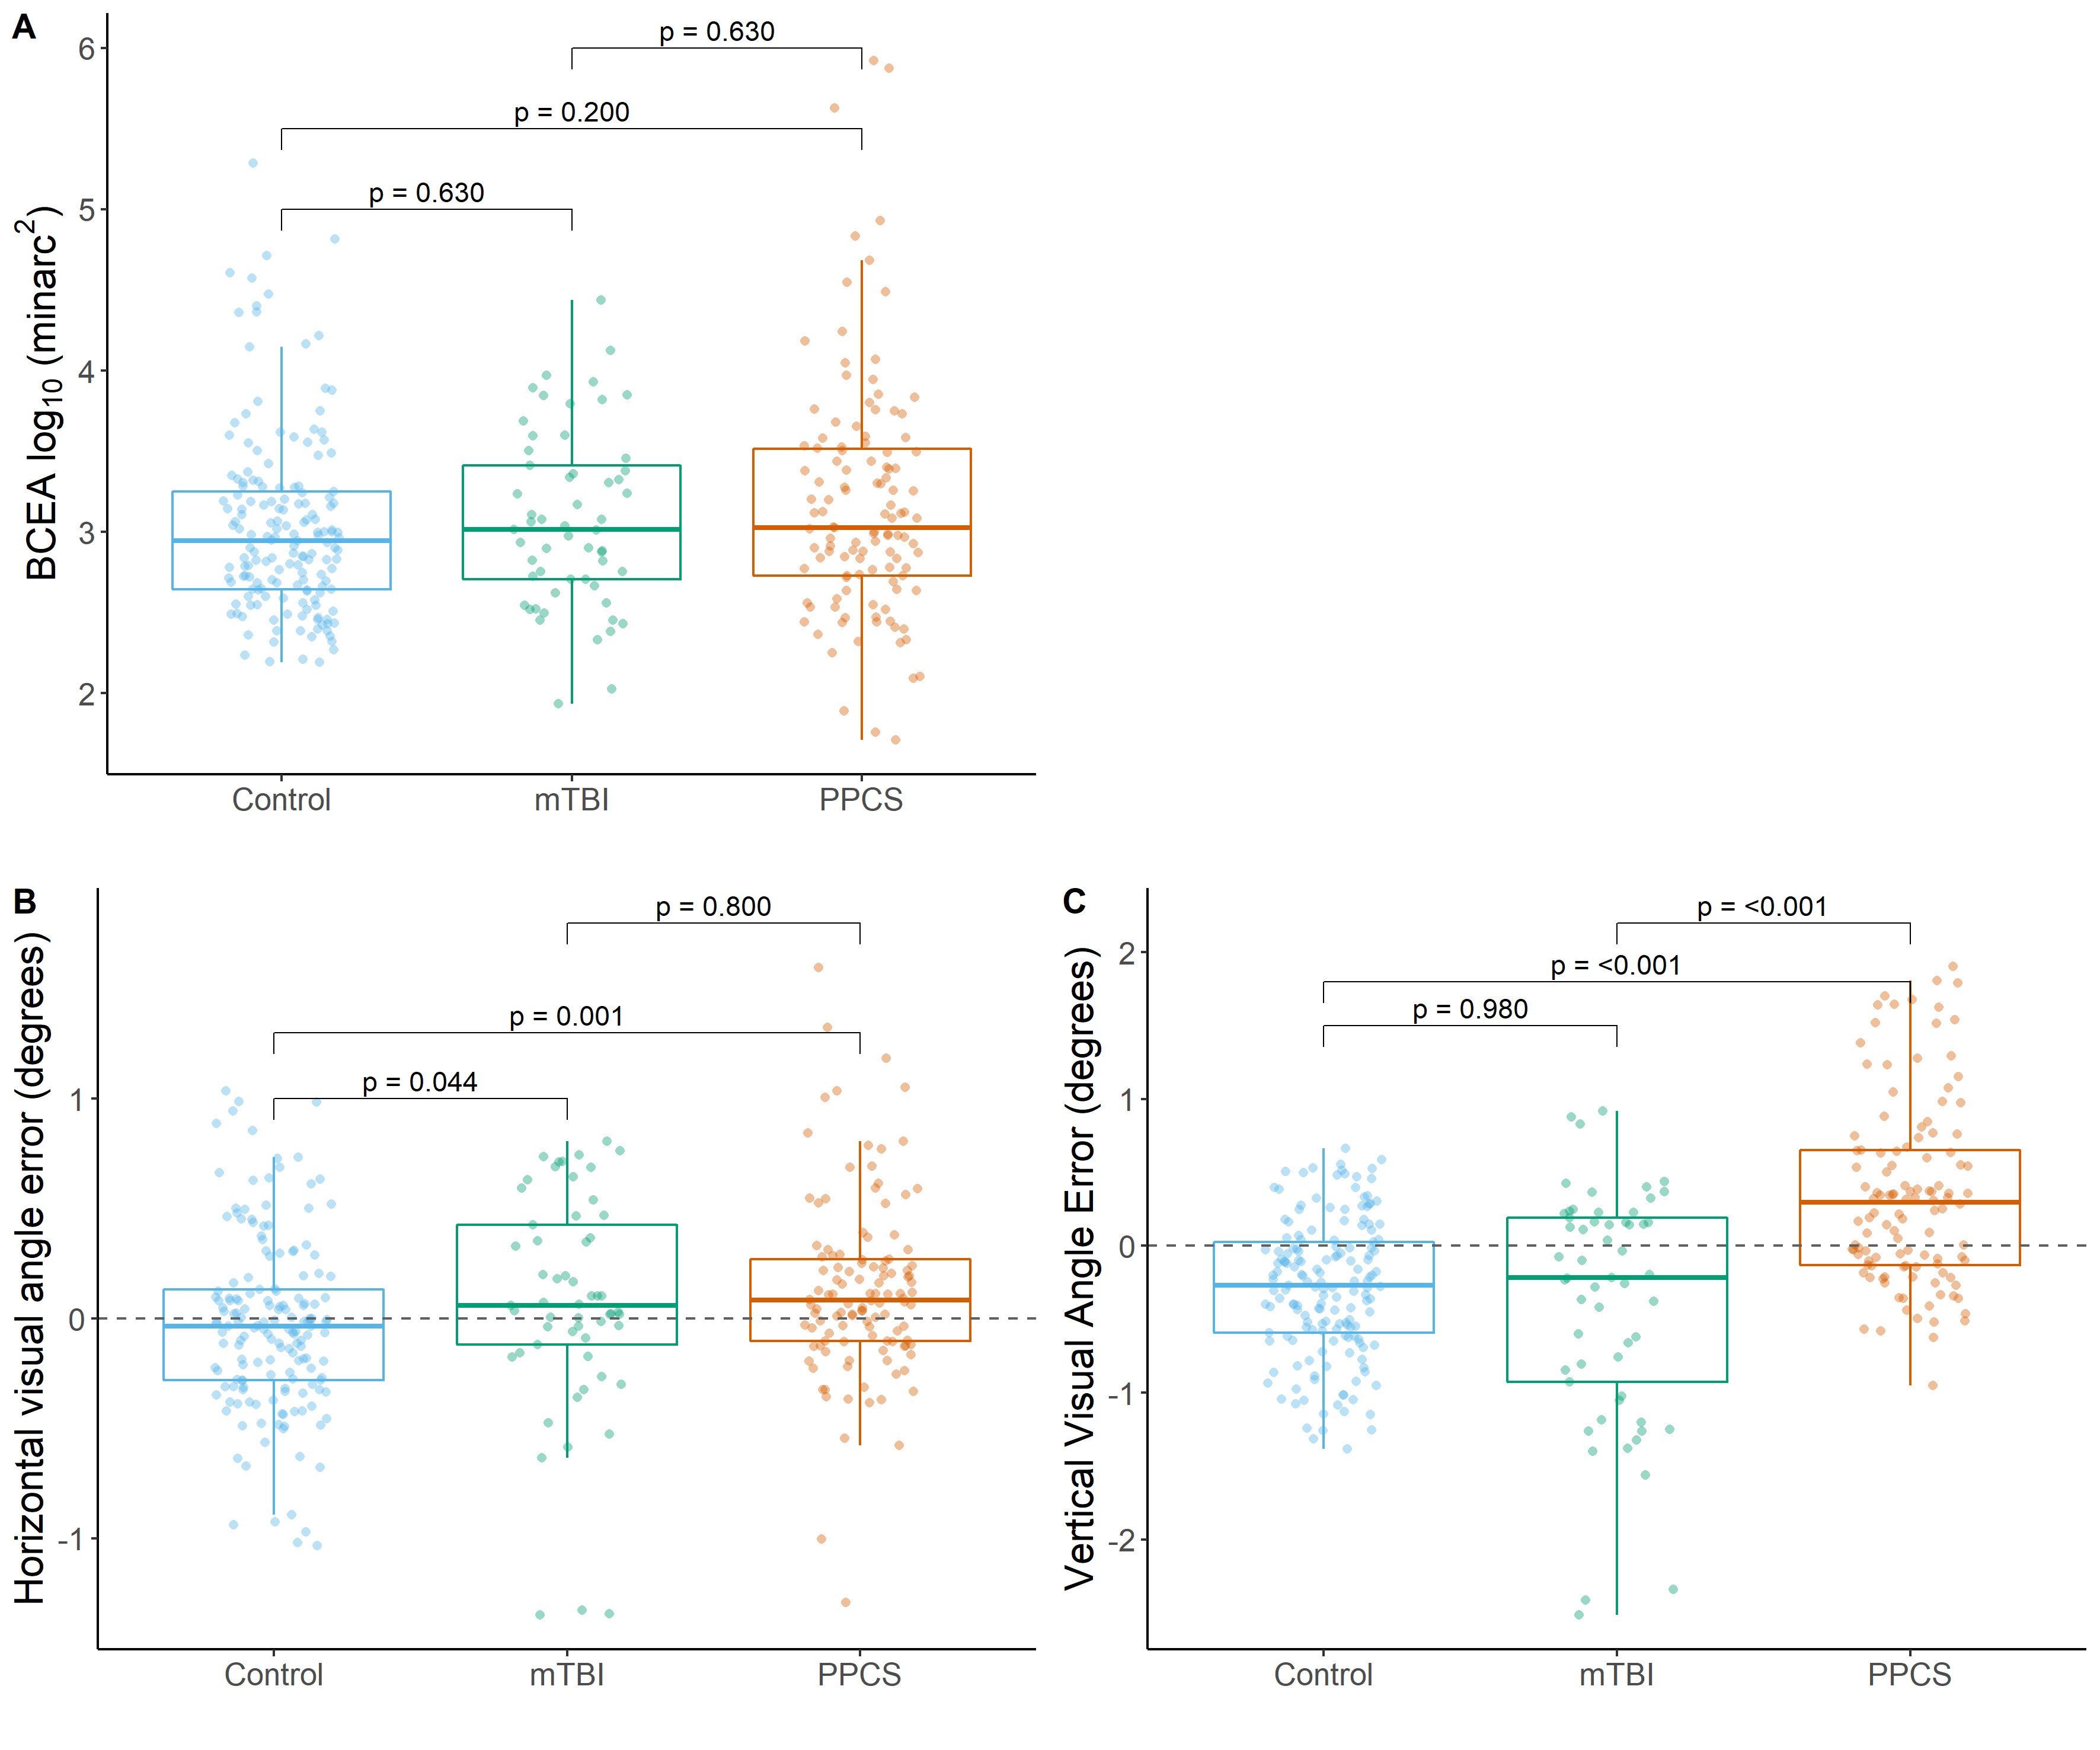 A
BCEA log10 (minarc2)
6
5
4
3
2
p = 0.630
p = 0.200
p = 0.630
Control
mTBI
PPCS
B
Horizontal visual angle error (degrees)
1
0
-1
p = 0.800
p = 0.001
p = 0.044
Control
mTBI
PPCS
C
Vertical Visual Angle Error (degrees)
2
1
0
-1
-2
p = <0.001
p = <0.001
p = 0.980
Control
mTBI
PPCS